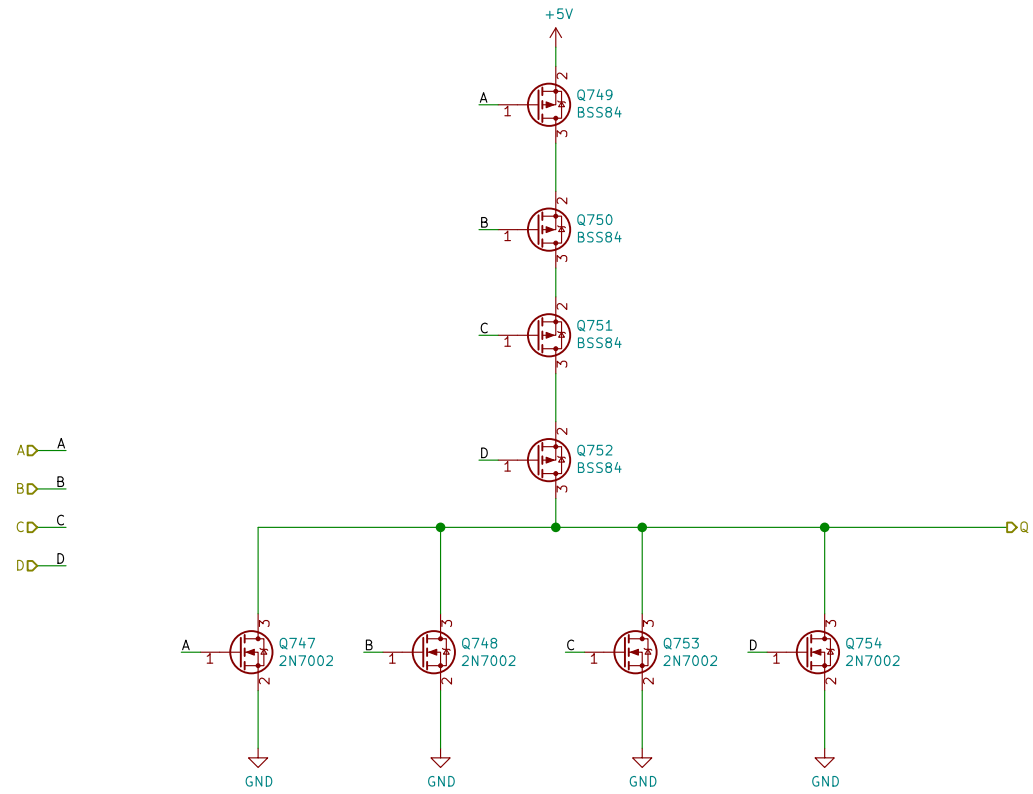 +5V
2
A
1
Q749
BSS84
3
2
B
1
Q750
BSS84
3
2
C
1
Q751
BSS84
3
2
D
1
Q752
BSS84
3
A A
B B
C C
D D
Q
3
A
1
Q747
2N7002
2
GND
3
B
1
Q748
2N7002
2
GND
3
C
1
Q753
2N7002
2
GND
3
D
1
Q754
2N7002
2
GND